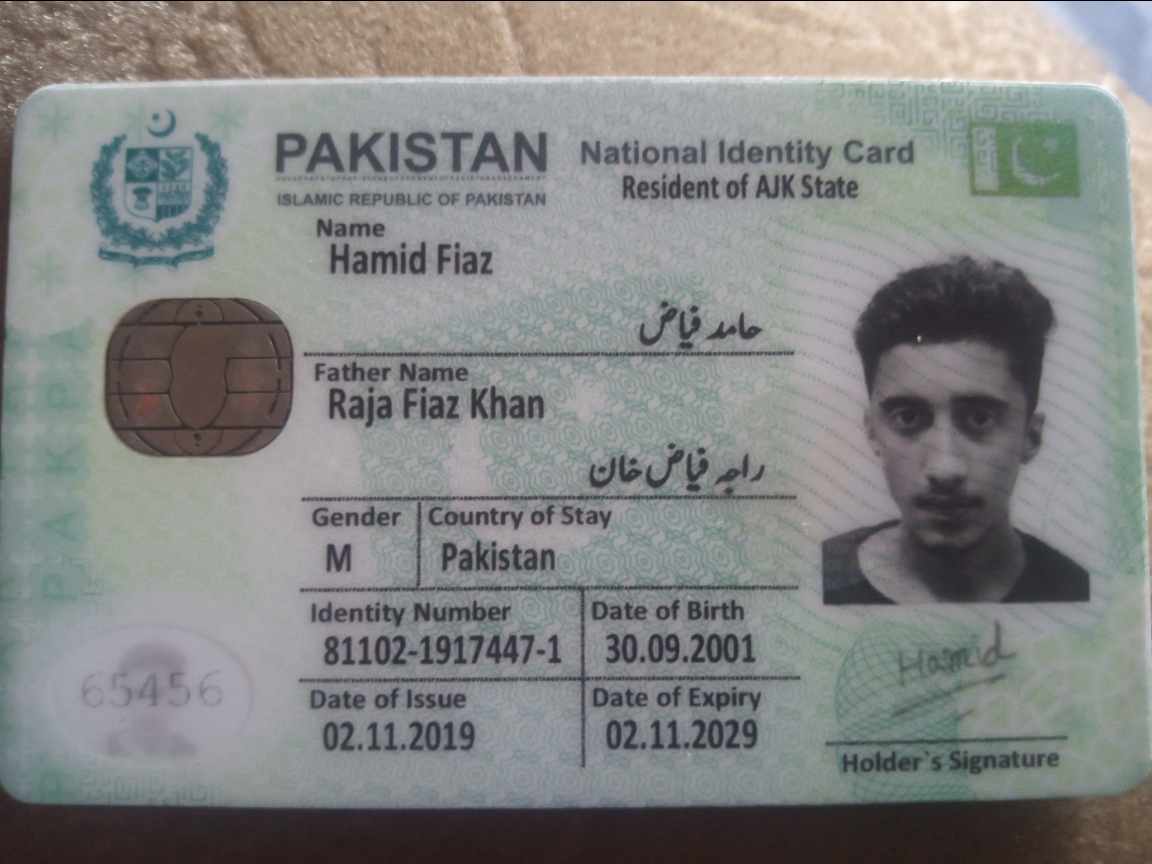 PAKISTAN
ISLAMIC REPUBLIC OF PAKISTAN
National Identity Card
Resident of AJK State
Name
Hamid Fiaz
حامد فیاض
Father Name
Raja Fiaz Khan
راجہ فیاض خان
Gender
Country of Stay
M
Pakistan
Identity Number
Date of Birth
81102-1917447-1
30.09.2001
Date of Issue
Date of Expiry
02.11.2019
02.11.2029
65456
Hamid
Holder`s Signature